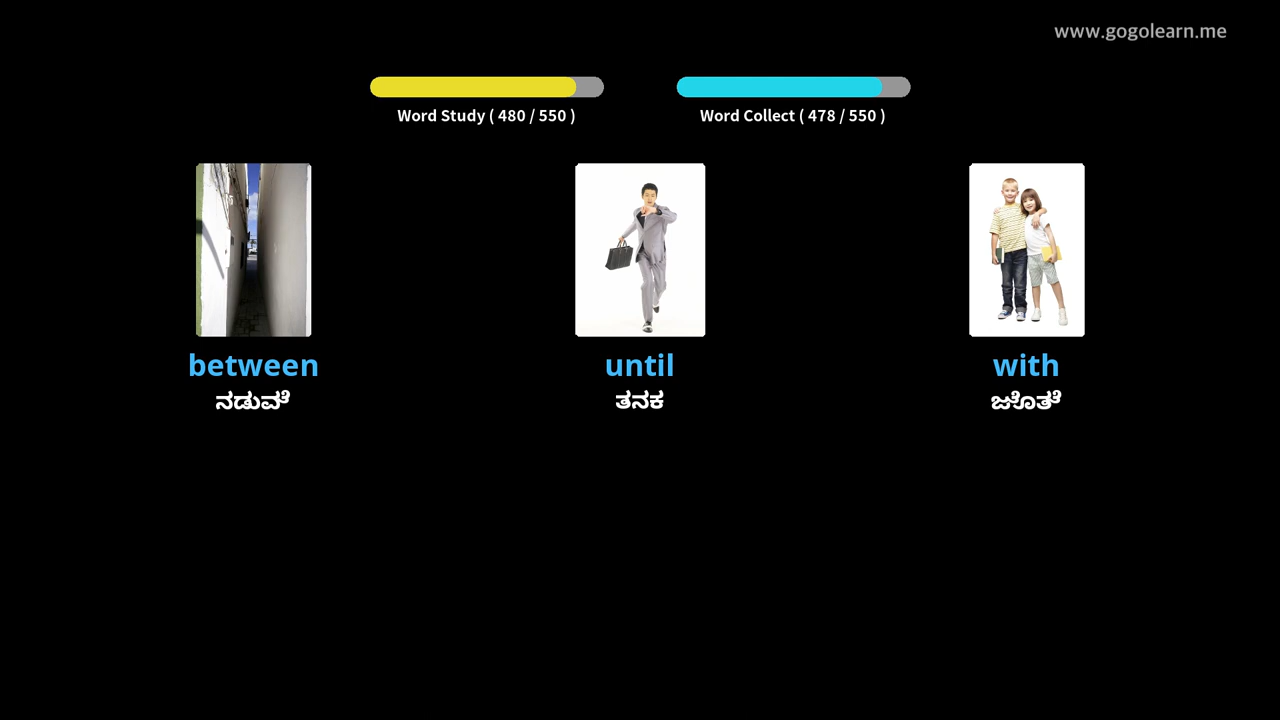 www.gogolearn.me
Word Study ( 480 / 550 )
Word Collect ( 478 / 550 )
between
ನಡುವೆ
until
ತನಕ
with
ಜೊತೆ